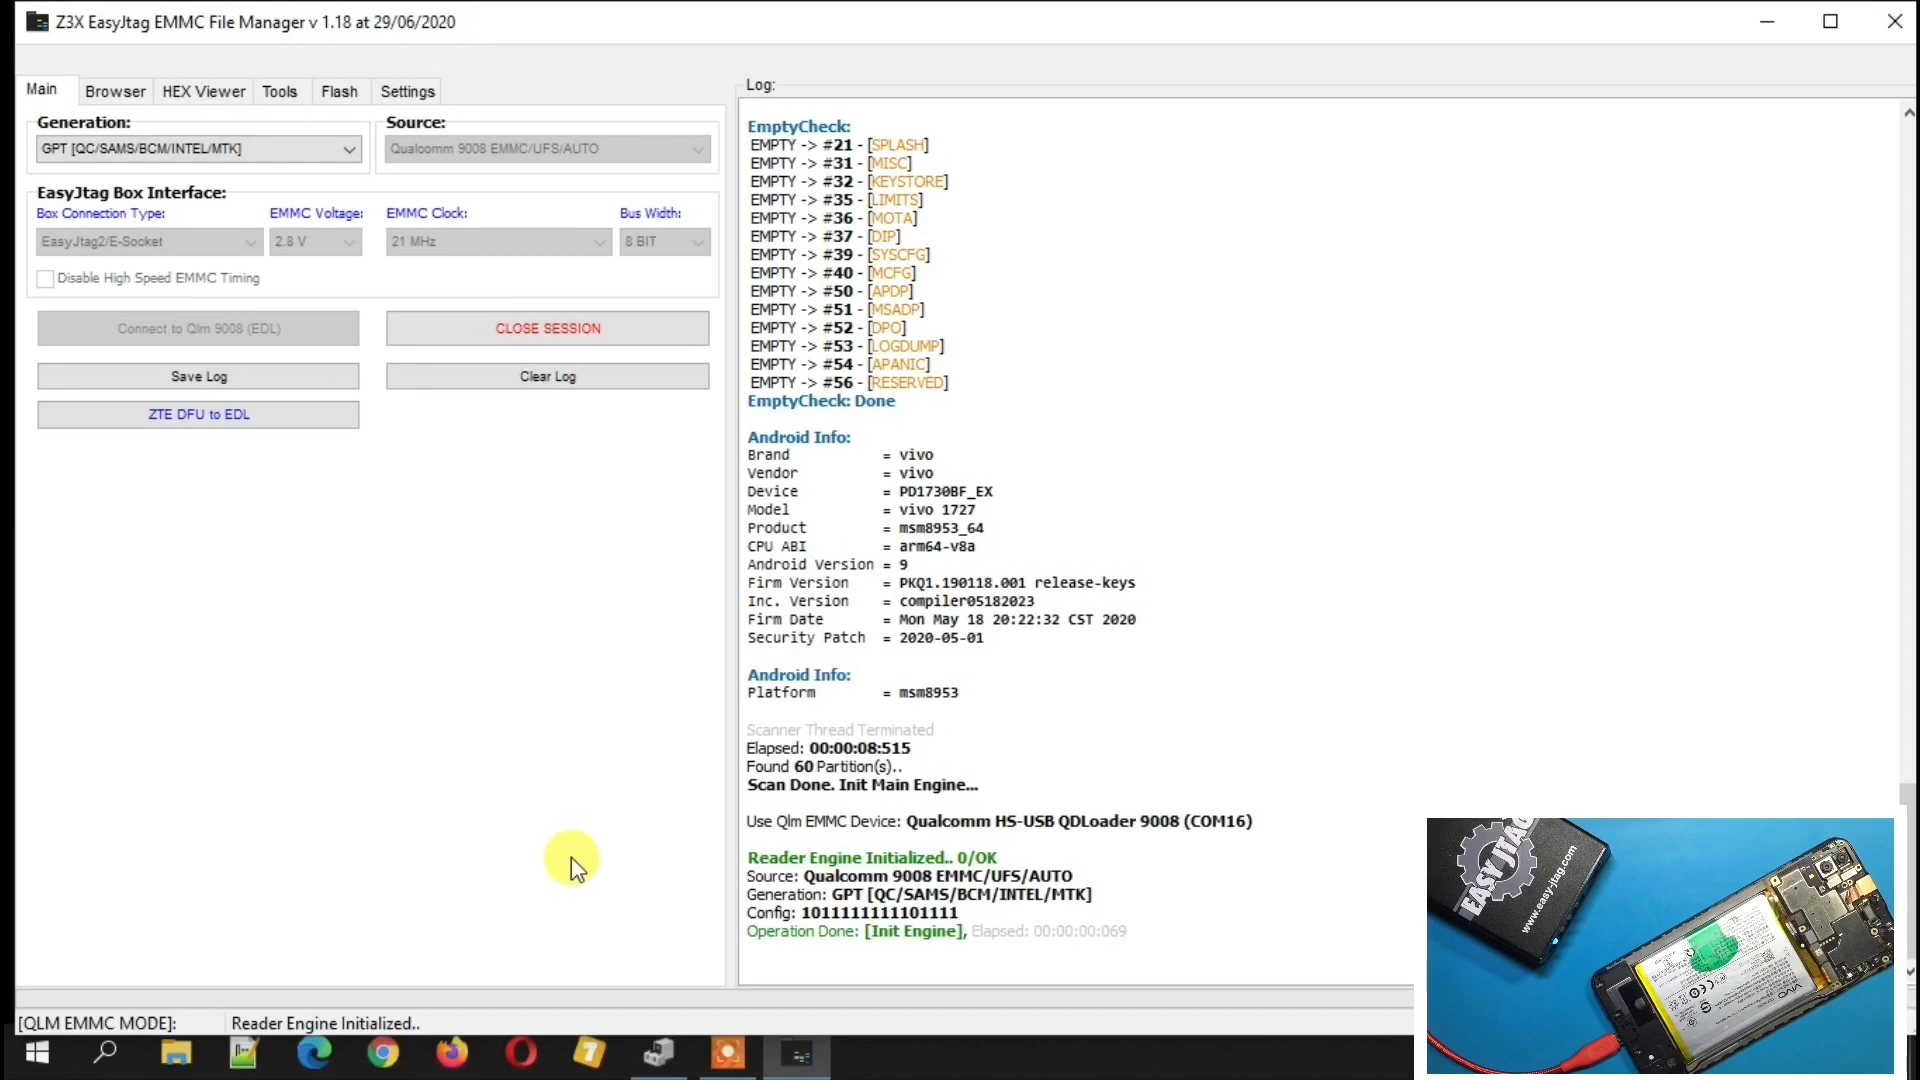 Z3X EasyJtag EMMC File Manager v 1.18 at 29/06/2020
Main Browser HEX Viewer Tools Flash Settings
Generation:
GPT [QC/SAMS/BCM/INTEL/MTK]
Source:
Qualcomm 9008 EMMC/UFS/AUTO
EasyJtag Box Interface:
Box Connection Type: EMMC Voltage: EMMC Clock: Bus Width:
EasyJtag2/E-Socket 2.8 V 21 MHz 8 BIT
Disable High Speed EMMC Timing
Connect to Qlm 9008 (EDL) CLOSE SESSION
Save Log Clear Log
ZTE DFU to EDL
Log:
EmptyCheck:
EMPTY -> #21 - [SPLASH]
EMPTY -> #31 - [MISC]
EMPTY -> #32 - [KEYSTORE]
EMPTY -> #35 - [LIMITS]
EMPTY -> #36 - [MOTA]
EMPTY -> #37 - [DIP]
EMPTY -> #39 - [SYSCFG]
EMPTY -> #40 - [MCFG]
EMPTY -> #50 - [APDP]
EMPTY -> #51 - [MSADP]
EMPTY -> #52 - [DPO]
EMPTY -> #53 - [LOGDUMP]
EMPTY -> #54 - [APANIC]
EMPTY -> #56 - [RESERVED]
EmptyCheck: Done
Android Info:
Brand = vivo
Vendor = vivo
Device = PD1730BF_EX
Model = vivo 1727
Product = msm8953_64
CPU ABI = arm64-v8a
Android Version = 9
Firm Version = PKQ1.190118.001 release-keys
Inc. Version = compiler05182023
Firm Date = Mon May 18 20:22:32 CST 2020
Security Patch = 2020-05-01
Android Info:
Platform = msm8953
Scanner Thread Terminated
Elapsed: 00:00:08:515
Found 60 Partition(s)..
Scan Done. Init Main Engine...
Use Qlm EMMC Device: Qualcomm HS-USB QDLoader 9008 (COM16)
Reader Engine Initialized.. 0/OK
Source: Qualcomm 9008 EMMC/UFS/AUTO
Generation: GPT [QC/SAMS/BCM/INTEL/MTK]
Config: 1011111111101111
Operation Done: [Init Engine], Elapsed: 00:00:00:069
[QLM EMMC MODE]: Reader Engine Initialized..
EASY JTAG
www.easy-jtag.com
vivo